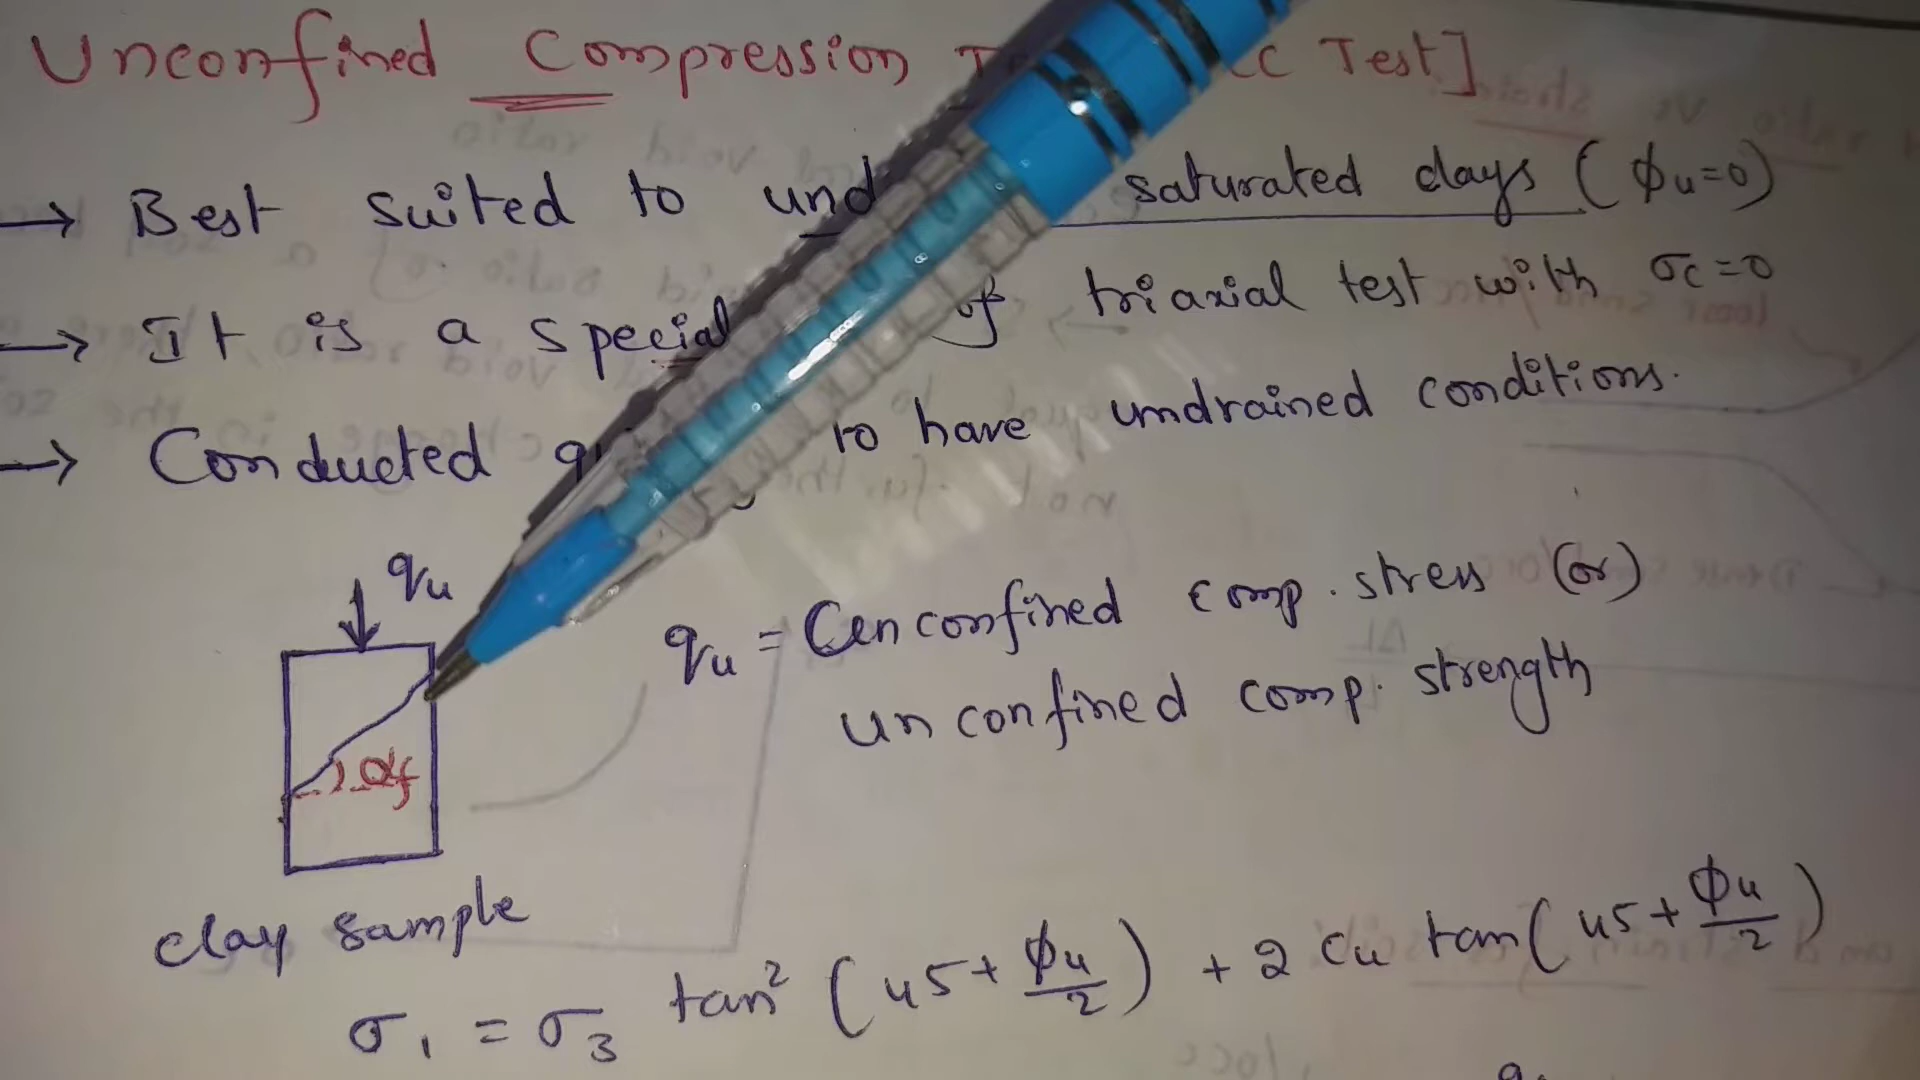 Unconfined Compression CC Test]
→ Best suited to saturated clays (ϕu=0)
→ It is a special of triaxial test with σc=0
→ Conducted to have undrained conditions.
qu
qu = Unconfined comp. stress (or)
unconfined comp. strength
αf
clay sample
σ1 = σ3 tan² (45+ϕu/2) + 2 Cu tan(45+ϕu/2)